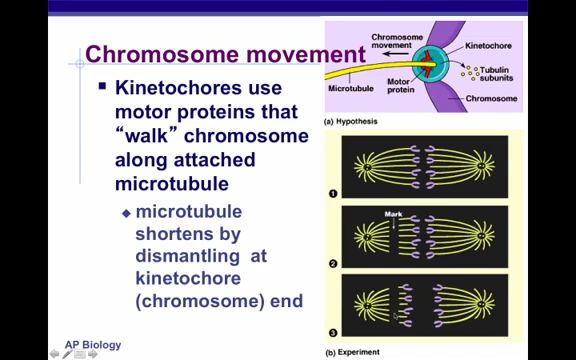 Chromosome movement
Kinetochores use
motor proteins that
“walk” chromosome
along attached
microtubule
microtubule
shortens by
dismantling at
kinetochore
(chromosome) end
AP Biology
Chromosome
movement
Kinetochore
Tubulin
subunits
Motor
protein
Microtubule
Chromosome
(a) Hypothesis
1
Mark
2
3
(b) Experiment